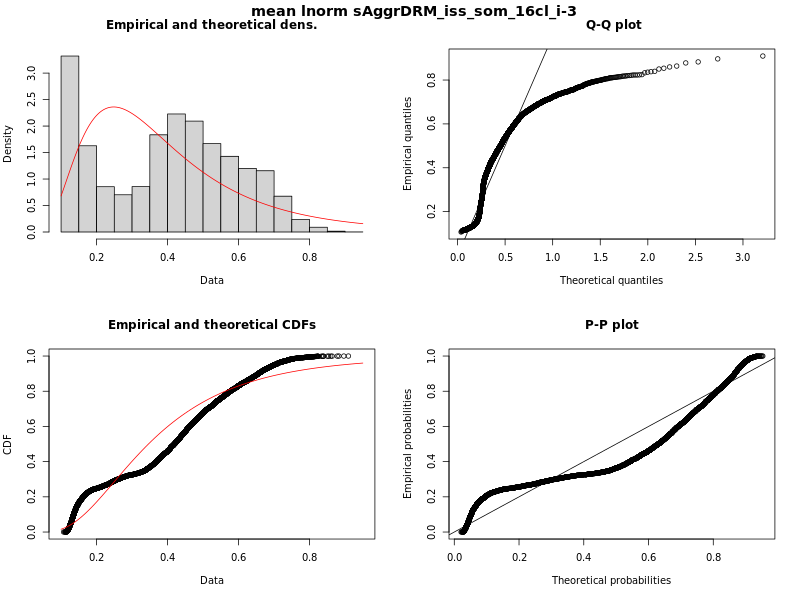 mean lnorm sAggrDRM_iss_som_16cl_i-3
Empirical and theoretical dens.
Density
0.0 0.5 1.0 1.5 2.0 2.5 3.0
0.2 0.4 0.6 0.8
Data
Q-Q plot
Empirical quantiles
0.2 0.4 0.6 0.8
0.0 0.5 1.0 1.5 2.0 2.5 3.0
Theoretical quantiles
Empirical and theoretical CDFs
CDF
0.0 0.2 0.4 0.6 0.8 1.0
0.2 0.4 0.6 0.8
Data
P-P plot
Empirical probabilities
0.0 0.2 0.4 0.6 0.8 1.0
0.0 0.2 0.4 0.6 0.8
Theoretical probabilities